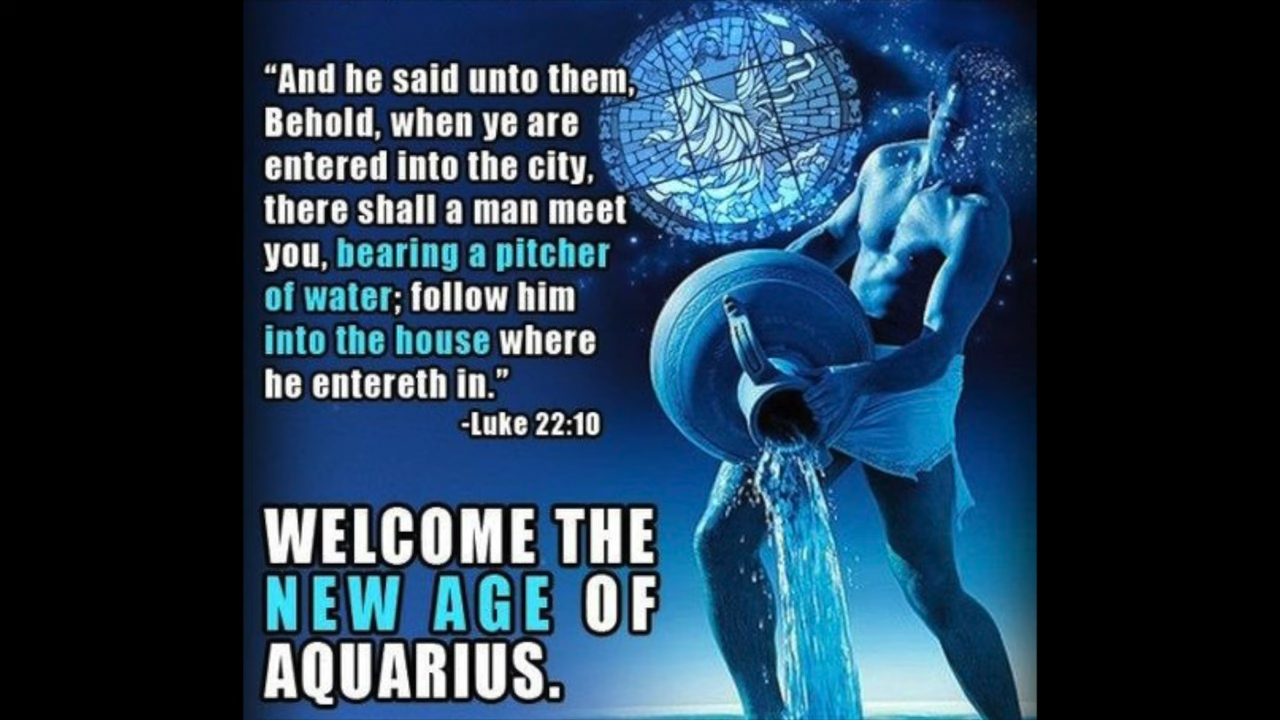 “And he said unto them,
Behold, when ye are
entered into the city,
there shall a man meet
you, bearing a pitcher
of water; follow him
into the house where
he entereth in.”
-Luke 22:10
WELCOME THE
NEW AGE OF
AQUARIUS.